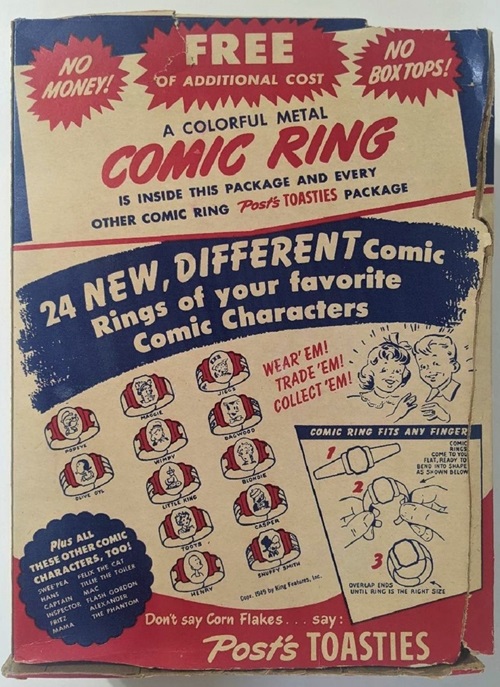 NO MONEY!
FREE
OF ADDITIONAL COST
NO BOX TOPS!
A COLORFUL METAL
COMIC RING
IS INSIDE THIS PACKAGE AND EVERY
OTHER COMIC RING Post's TOASTIES PACKAGE
24 NEW, DIFFERENT Comic
Rings of your favorite
Comic Characters
WEAR 'EM!
TRADE 'EM!
COLLECT 'EM!
POPEYE
MAGGIE
JIGGS
OLIVE OYL
WIMPY
DAGWOOD
LITTLE KING
BLONDIE
TOOTS
CASPER
HENRY
SNUFFY SMITH
COMIC RING FITS ANY FINGER
1
COMIC
RINGS
COME TO YOU
FLAT, READY TO
BEND INTO SHAPE
AS SHOWN BELOW
2
3
OVERLAP ENDS
UNTIL RING IS THE RIGHT SIZE
Plus ALL
THESE OTHER COMIC
CHARACTERS, TOO!
SWEE'PEA FELIX THE CAT
HANS TILLIE THE TOILER
CAPTAIN MAC
INSPECTOR FLASH GORDON
FRITZ ALEXANDER
MAMA THE PHANTOM
Copr. 1949 by King Features, Inc.
Don't say Corn Flakes... say:
Post's TOASTIES